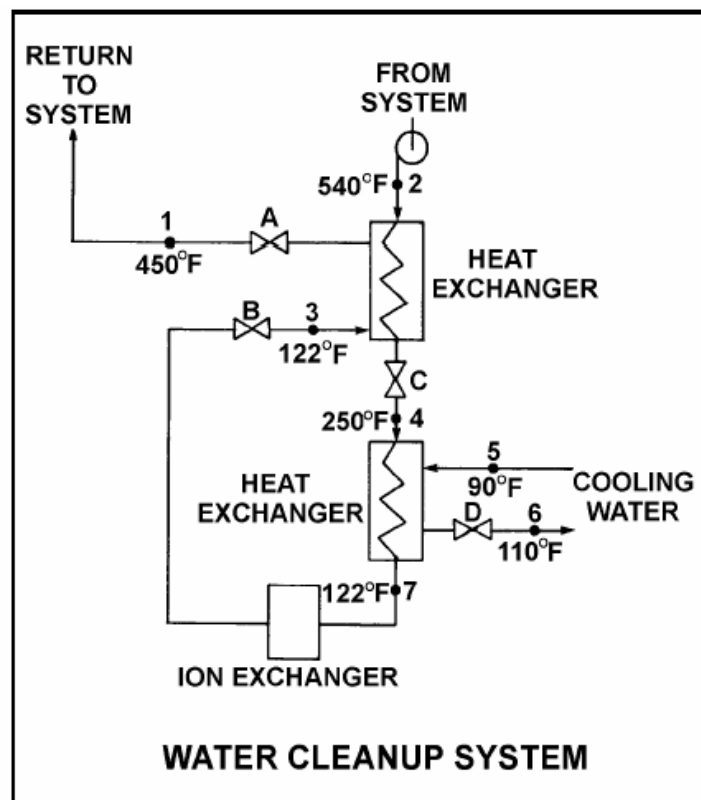 RETURN
TO
SYSTEM
FROM
SYSTEM
540°F 2
1
A
450°F
HEAT
EXCHANGER
B
3
122°F
C
250°F 4
HEAT
EXCHANGER
5
90°F
COOLING
WATER
D
6
110°F
122°F 7
ION EXCHANGER
WATER CLEANUP SYSTEM